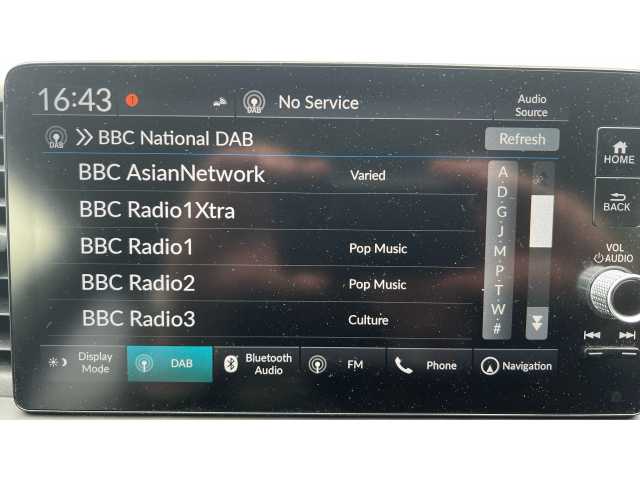 16:43 ! DAB No Service Audio Source
DAB BBC National DAB Refresh
BBC AsianNetwork Varied
BBC Radio1Xtra
BBC Radio1 Pop Music
BBC Radio2 Pop Music
BBC Radio3 Culture
A
D
G
J
M
P
T
W
#
HOME
BACK
VOL
AUDIO
Display Mode DAB Bluetooth Audio FM Phone Navigation